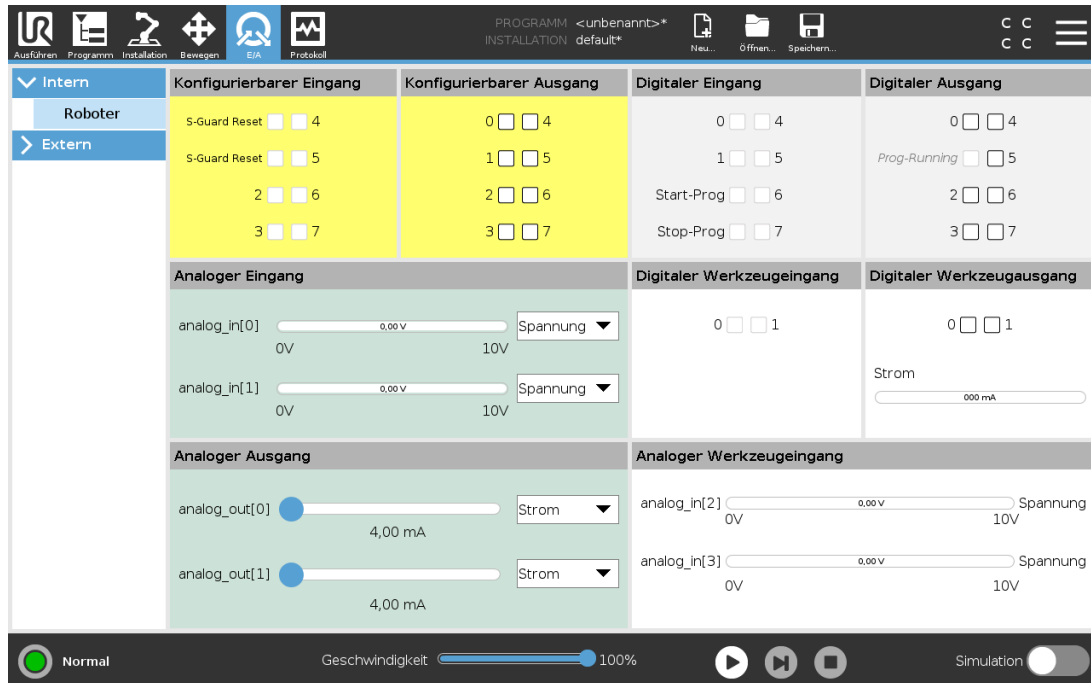 PROGRAMM <unbenannt>*
INSTALLATION default*
Ausführen Programm Installation Bewegen E/A Protokoll
Neu... Öffnen... Speichern...
C C
C C
Intern
Roboter
Extern
Konfigurierbarer Eingang
S-Guard Reset 4
S-Guard Reset 5
2 6
3 7
Konfigurierbarer Ausgang
0 4
1 5
2 6
3 7
Digitaler Eingang
0 4
1 5
Start-Prog 6
Stop-Prog 7
Digitaler Ausgang
0 4
Prog-Running 5
2 6
3 7
Analoger Eingang
analog_in[0] 0,00 V Spannung
0V 10V
analog_in[1] 0,00 V Spannung
0V 10V
Digitaler Werkzeugeingang
0 1
Digitaler Werkzeugausgang
0 1
Strom
000 mA
Analoger Ausgang
analog_out[0] Strom
4,00 mA
analog_out[1] Strom
4,00 mA
Analoger Werkzeugeingang
analog_in[2] 0,00 V Spannung
0V 10V
analog_in[3] 0,00 V Spannung
0V 10V
Normal
Geschwindigkeit 100%
Simulation